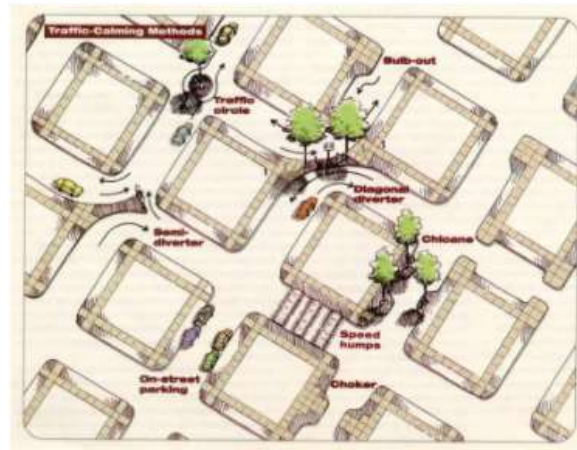 Traffic-Calming Methods
Bulb-out
Traffic
circle
Diagonal
diverter
Semi-
diverter
Chicane
Speed
humps
On-street
parking
Choker